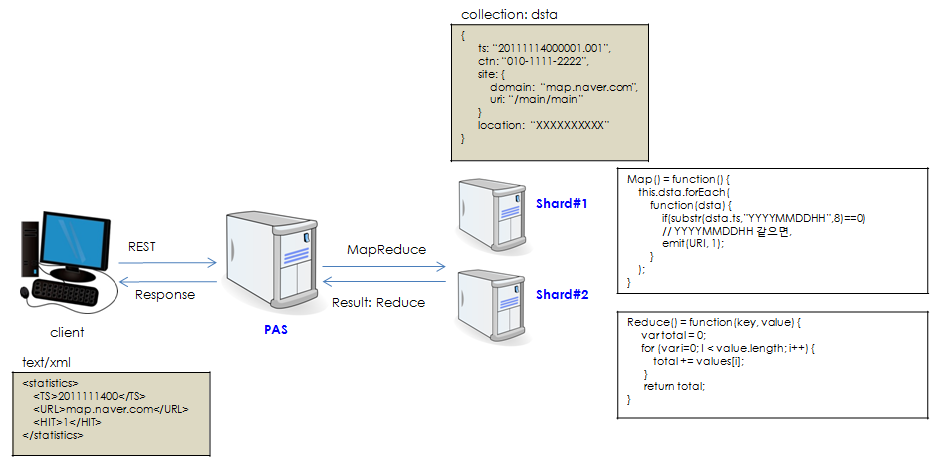 collection: dsta
{
ts: “20111114000001.001”,
ctn: “010-1111-2222”,
site: {
domain: “map.naver.com”,
uri: “/main/main”
}
location: “XXXXXXXXXX”
}
Shard#1
Shard#2
Map() = function() {
this.dsta.forEach(
function(dsta) {
if(substr(dsta.ts,"YYYYMMDDHH",8)==0)
// YYYYMMDDHH 같으면,
emit(URI, 1);
}
);
}
REST
Response
MapReduce
Result: Reduce
client
PAS
Reduce() = function(key, value) {
var total = 0;
for (var i=0; I < value.length; i++) {
total += values[i];
}
return total;
}
text/xml
<statistics>
<TS>2011111400</TS>
<URL>map.naver.com</URL>
<HIT>1</HIT>
</statistics>